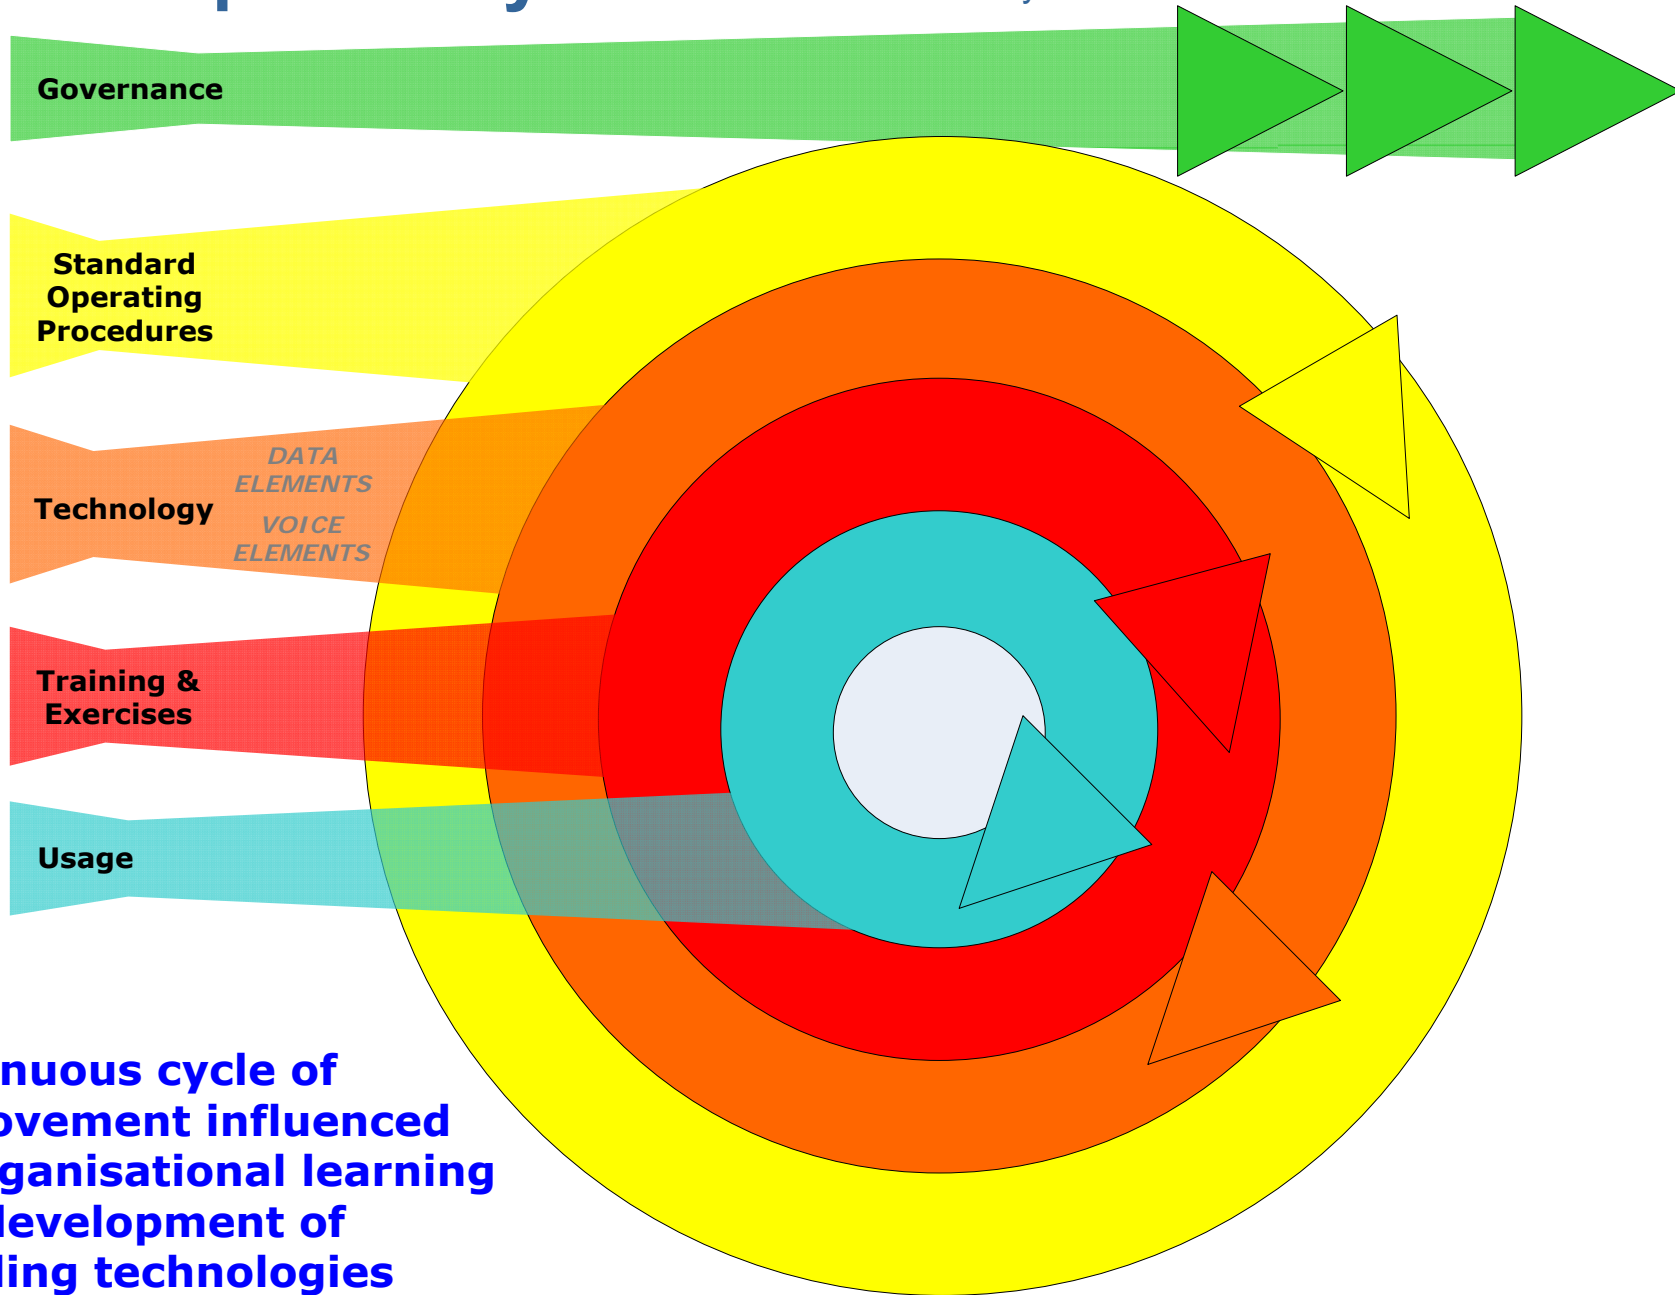 Governance
Standard
Operating
Procedures
DATA
ELEMENTS
Technology
VOICE
ELEMENTS
Training &
Exercises
Usage
nuous cycle of
ovement influenced
ganisational learning
development of
ling technologies